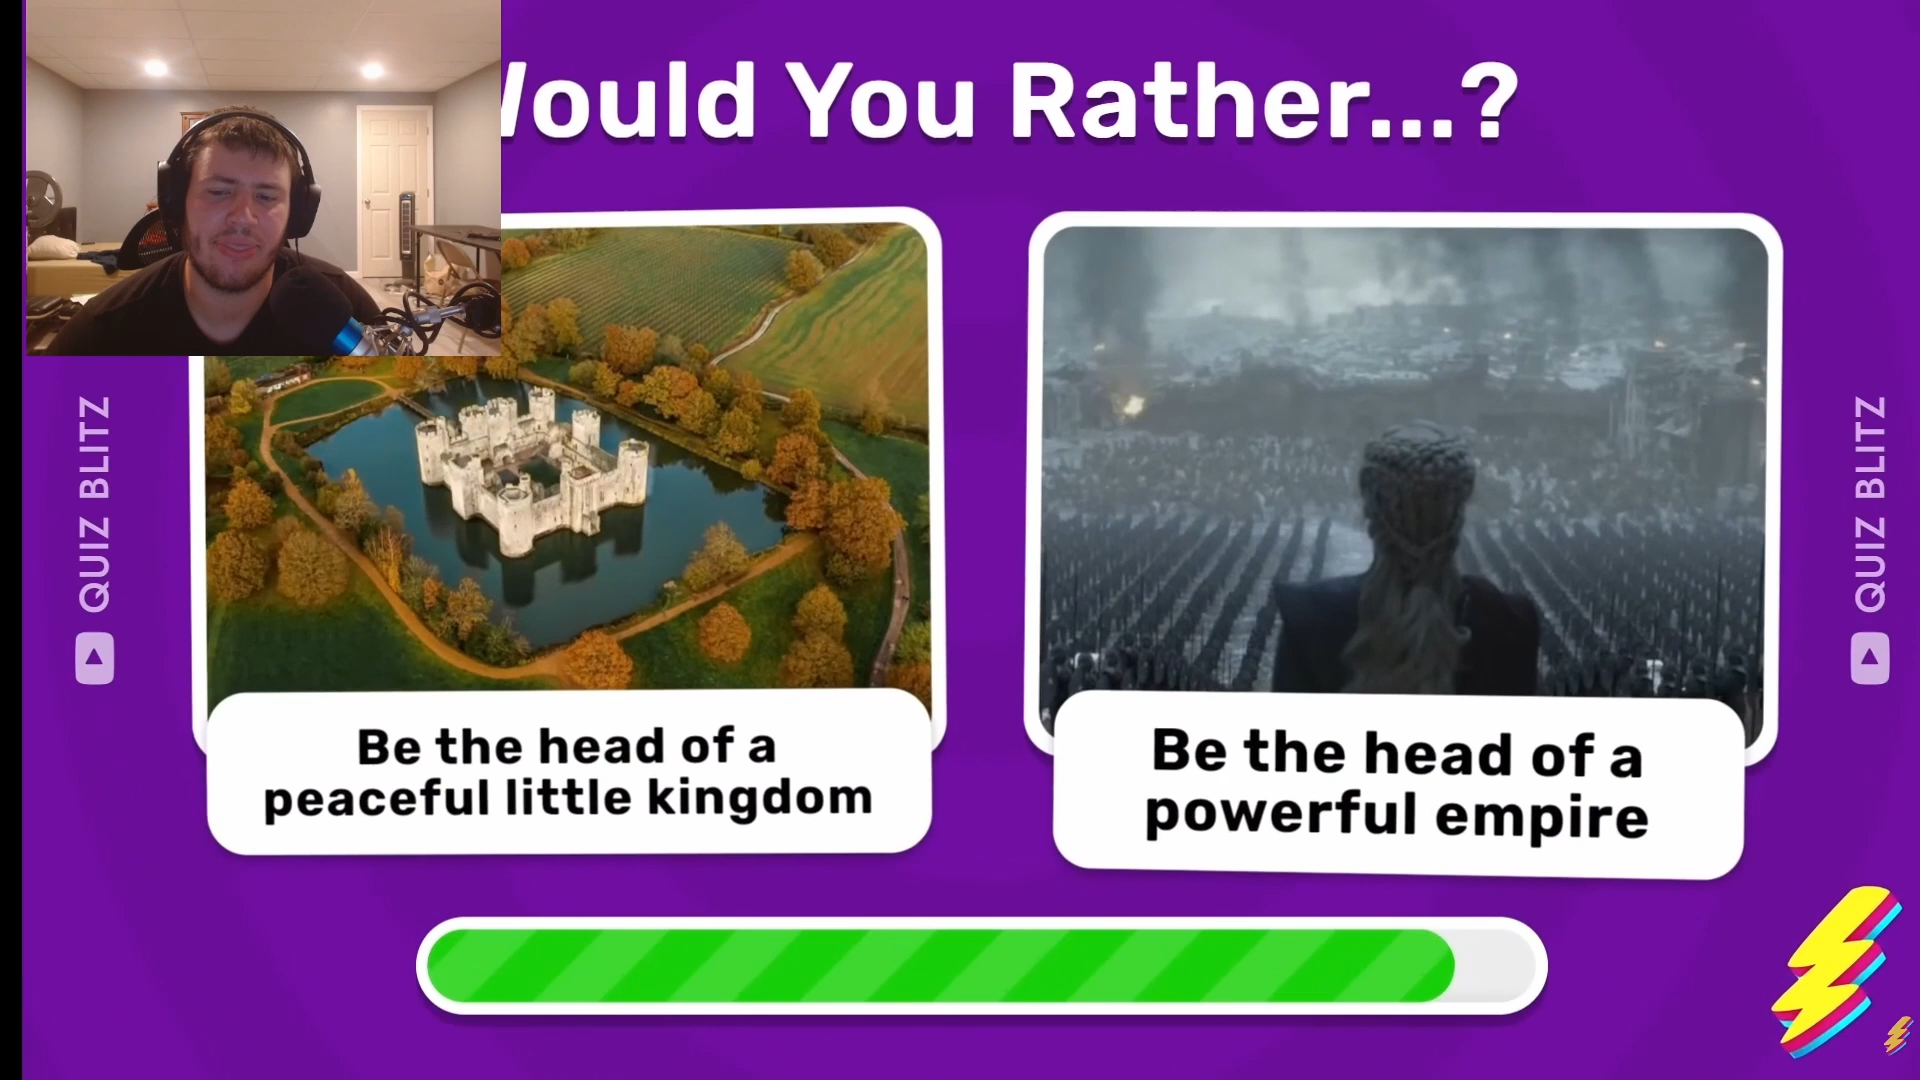 Would You Rather...?
QUIZ BLITZ
Be the head of a
peaceful little kingdom
Be the head of a
powerful empire
QUIZ BLITZ